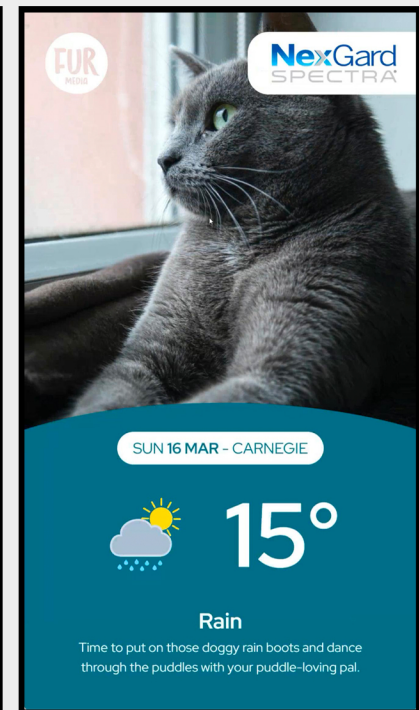 FUR
MEDIA
NexGard
SPECTRA
SUN 16 MAR - CARNEGIE
15°
Rain
Time to put on those doggy rain boots and dance
through the puddles with your puddle-loving pal.